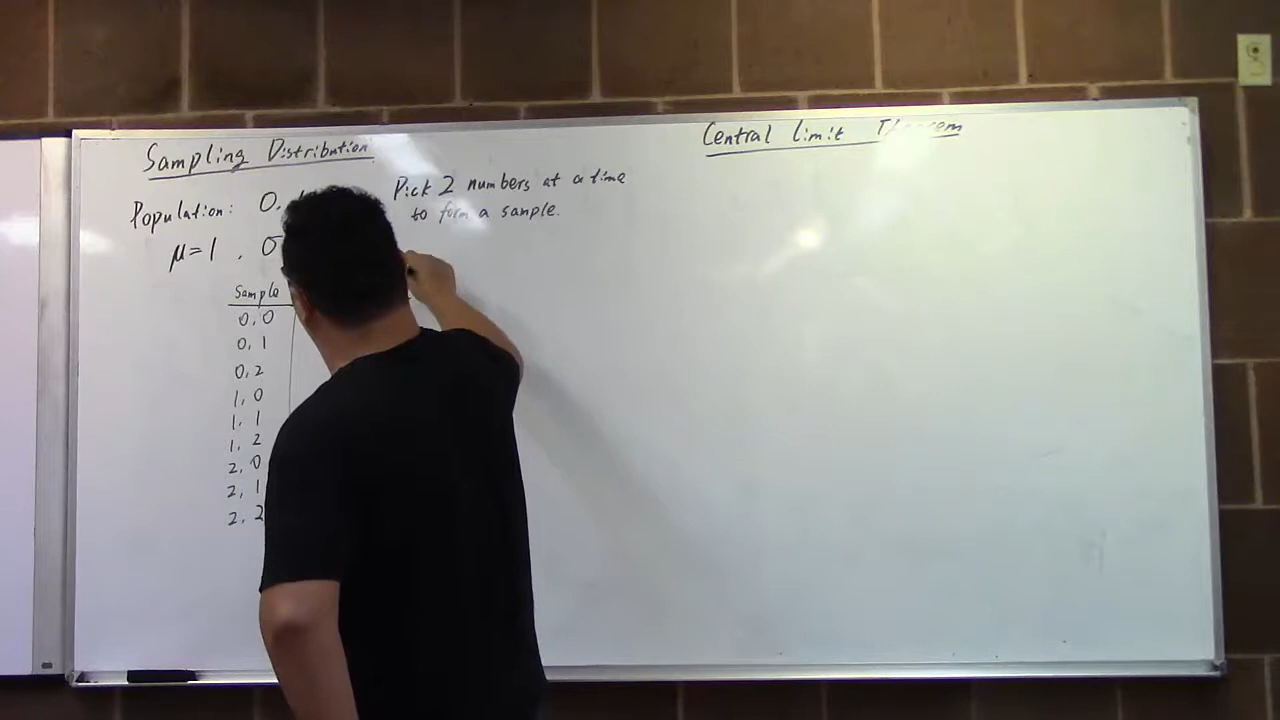 Sampling Distribution
Central Limit Theorem
Pick 2 numbers at a time
to form a sample.
Population: 0,
μ=1 , σ
Sample
0, 0
0, 1
0, 2
1, 0
1, 1
1, 2
2, 0
2, 1
2, 2